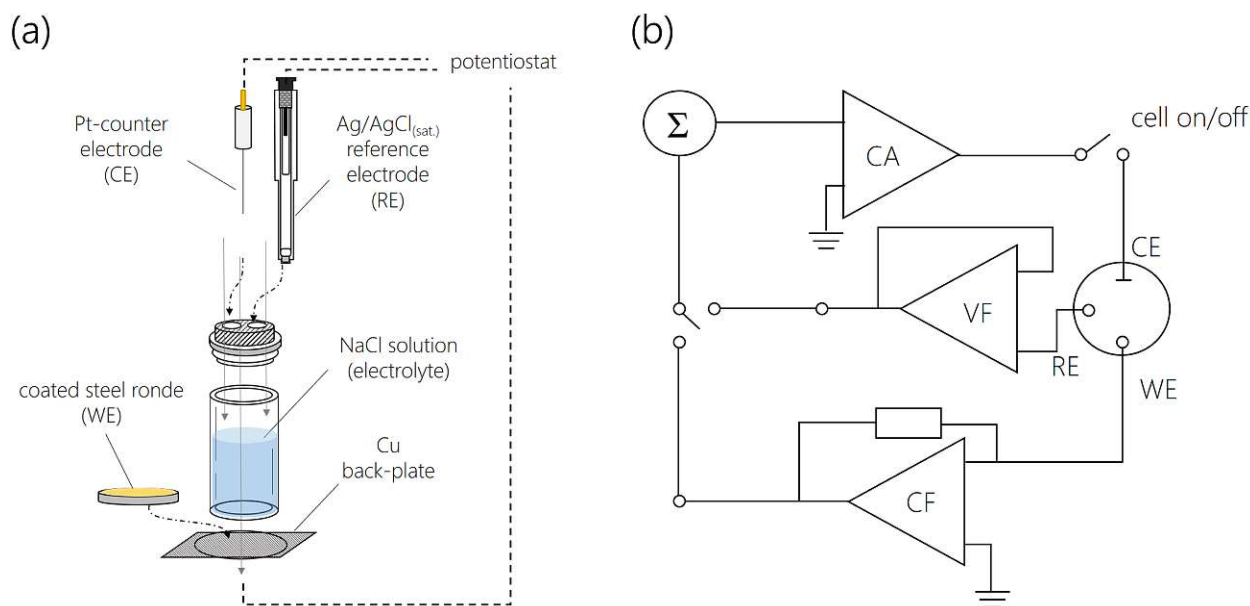 (a)
potentiostat
Pt-counter
electrode
(CE)
Ag/AgCl(sat.)
reference
electrode
(RE)
NaCl solution
(electrolyte)
coated steel ronde
(WE)
Cu
back-plate
(b)
Σ
CA
cell on/off
CE
VF
RE
WE
CF